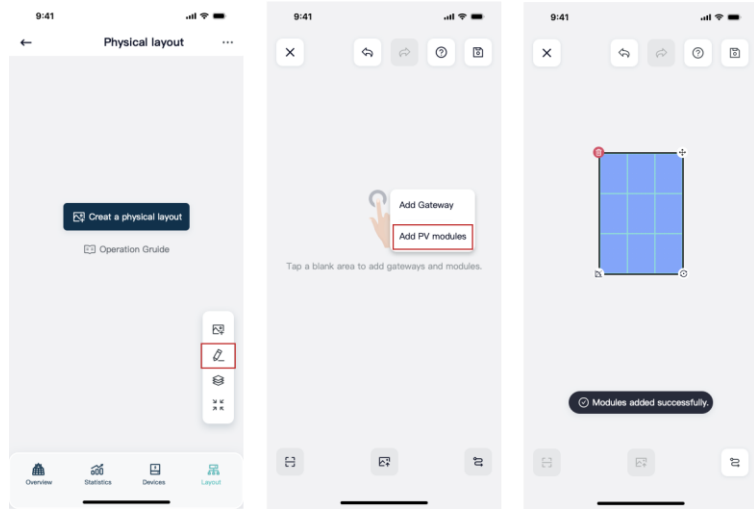 9:41
Physical layout
Creat a physical layout
Operation Gruide
Overview
Statistics
Devices
Layout
9:41
Add Gateway
Add PV modules
Tap a blank area to add gateways and modules.
9:41
Modules added successfully.